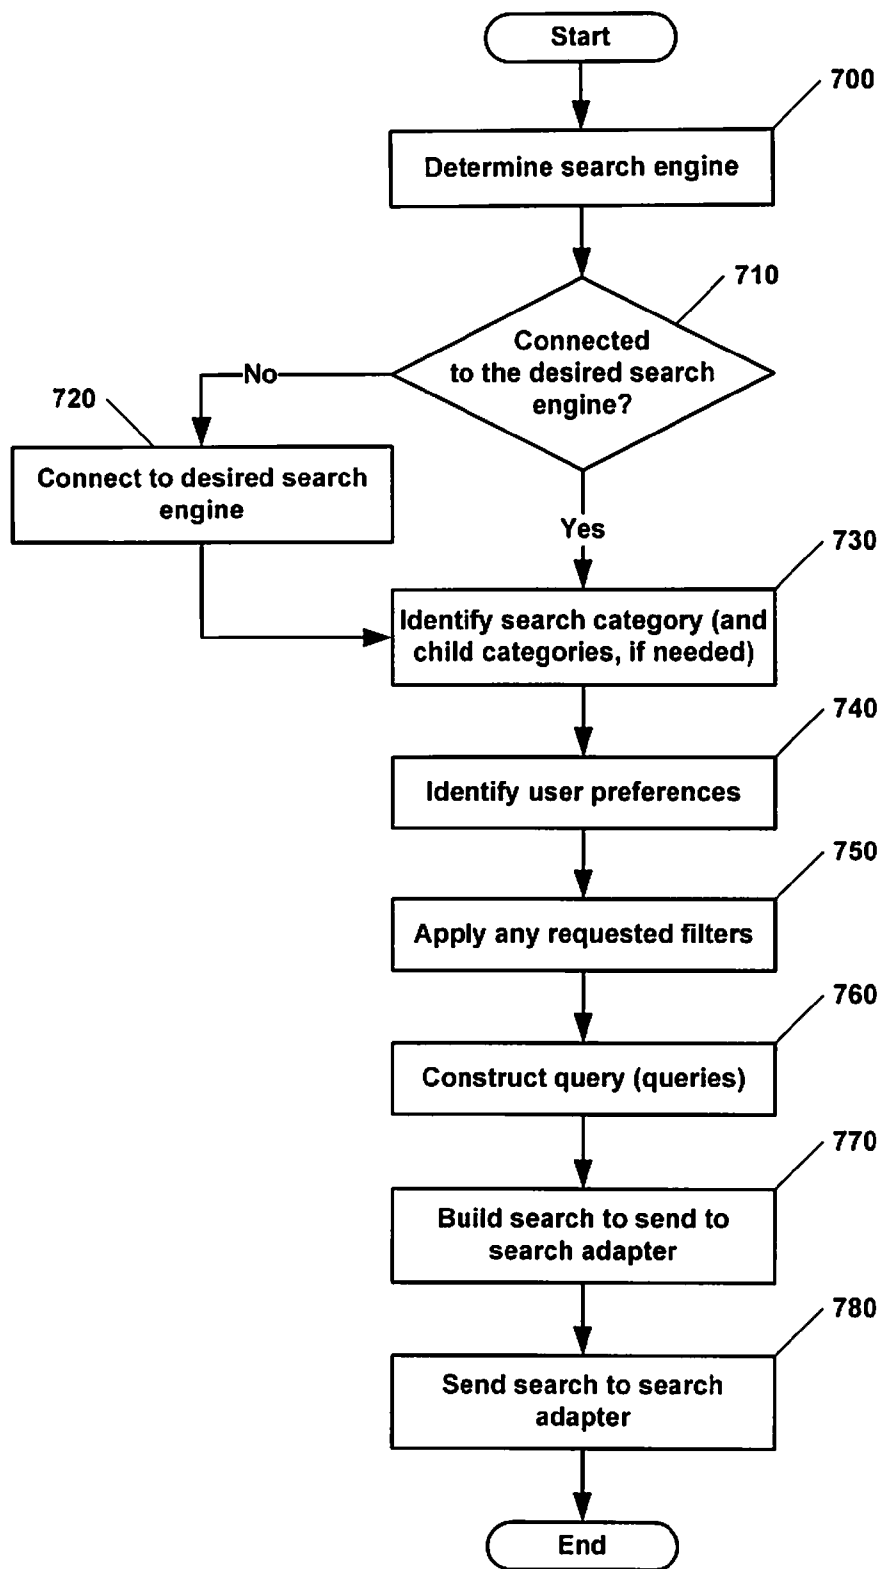 Start
700
Determine search engine
710
Connected
to the desired search
engine?
No
720
Connect to desired search
engine
Yes
730
Identify search category (and
child categories, if needed)
740
Identify user preferences
750
Apply any requested filters
760
Construct query (queries)
770
Build search to send to
search adapter
780
Send search to search
adapter
End